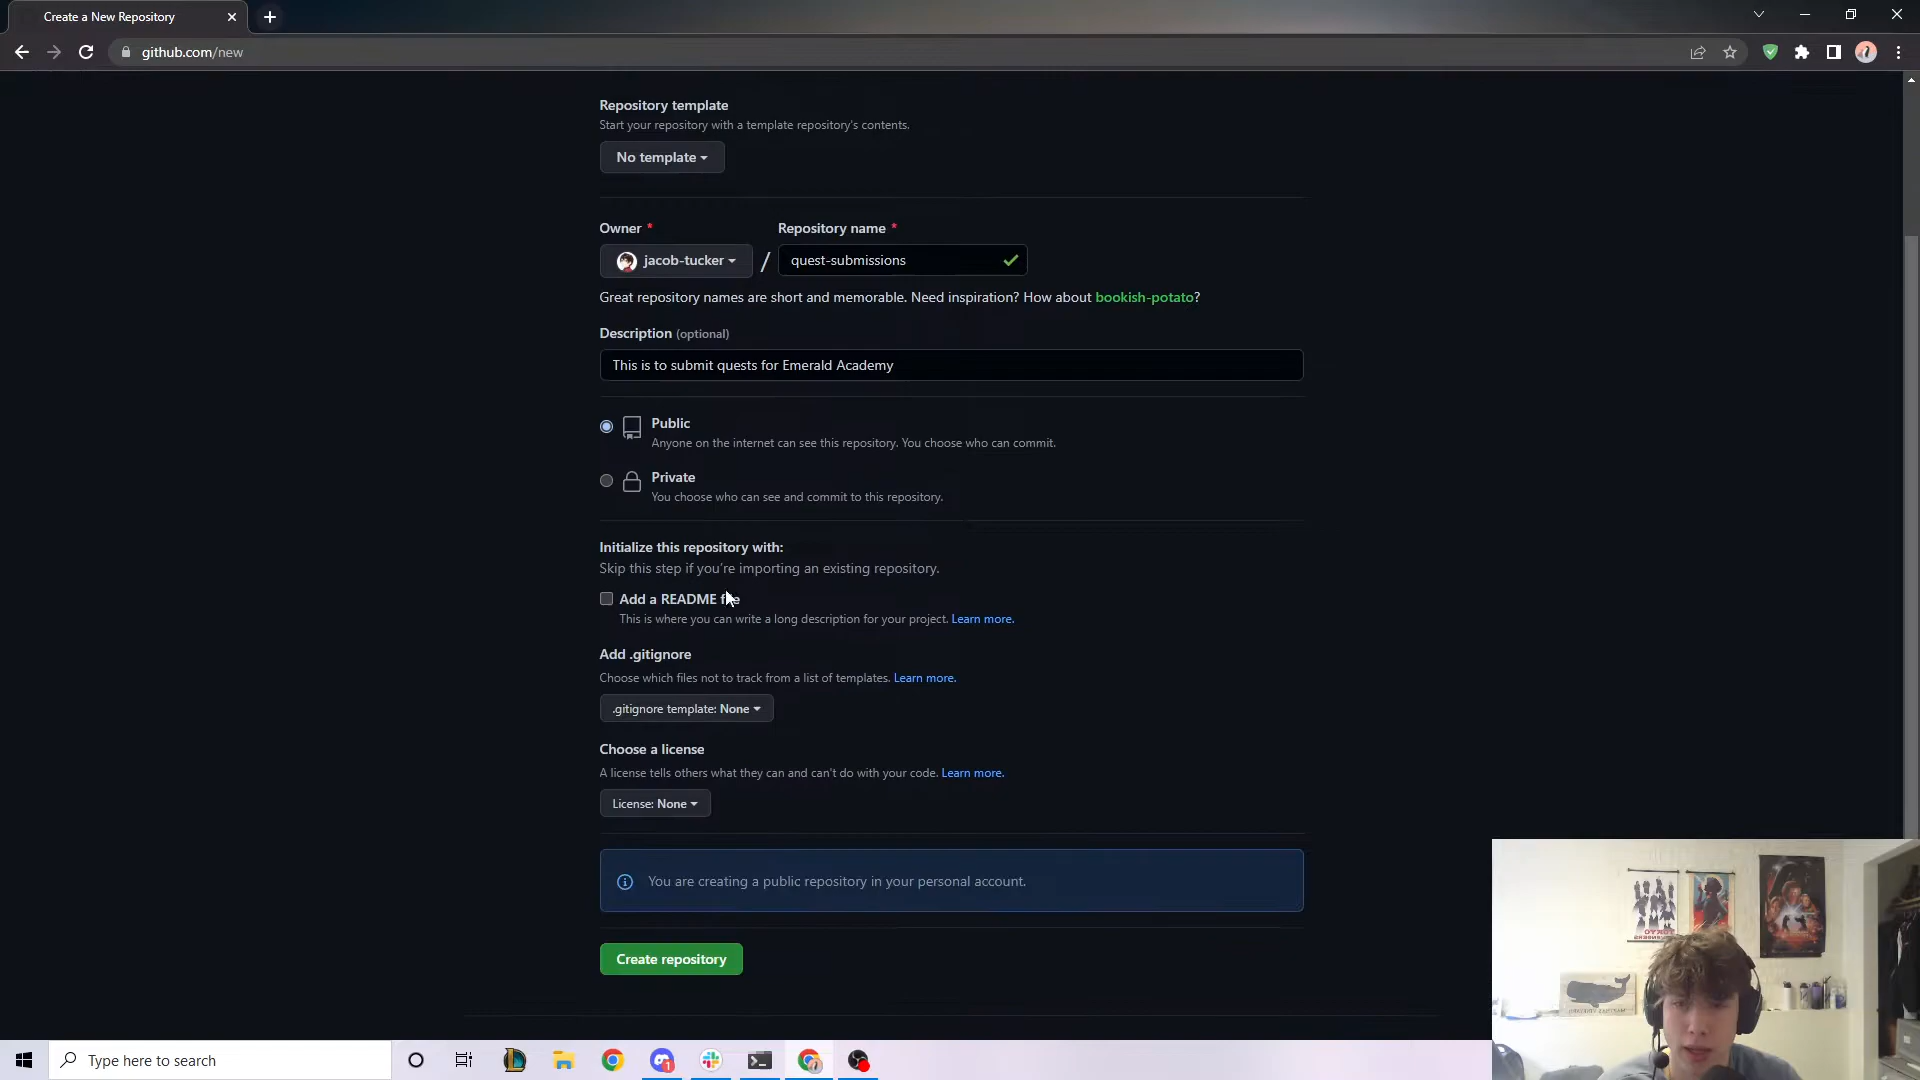 Create a New Repository
github.com/new
Repository template
Start your repository with a template repository's contents.
No template
Owner *
Repository name *
jacob-tucker
/
quest-submissions
Great repository names are short and memorable. Need inspiration? How about bookish-potato?
Description (optional)
This is to submit quests for Emerald Academy
Public
Anyone on the internet can see this repository. You choose who can commit.
Private
You choose who can see and commit to this repository.
Initialize this repository with:
Skip this step if you're importing an existing repository.
Add a README file
This is where you can write a long description for your project. Learn more.
Add .gitignore
Choose which files not to track from a list of templates. Learn more.
.gitignore template: None
Choose a license
A license tells others what they can and can't do with your code. Learn more.
License: None
You are creating a public repository in your personal account.
Create repository
Type here to search
1